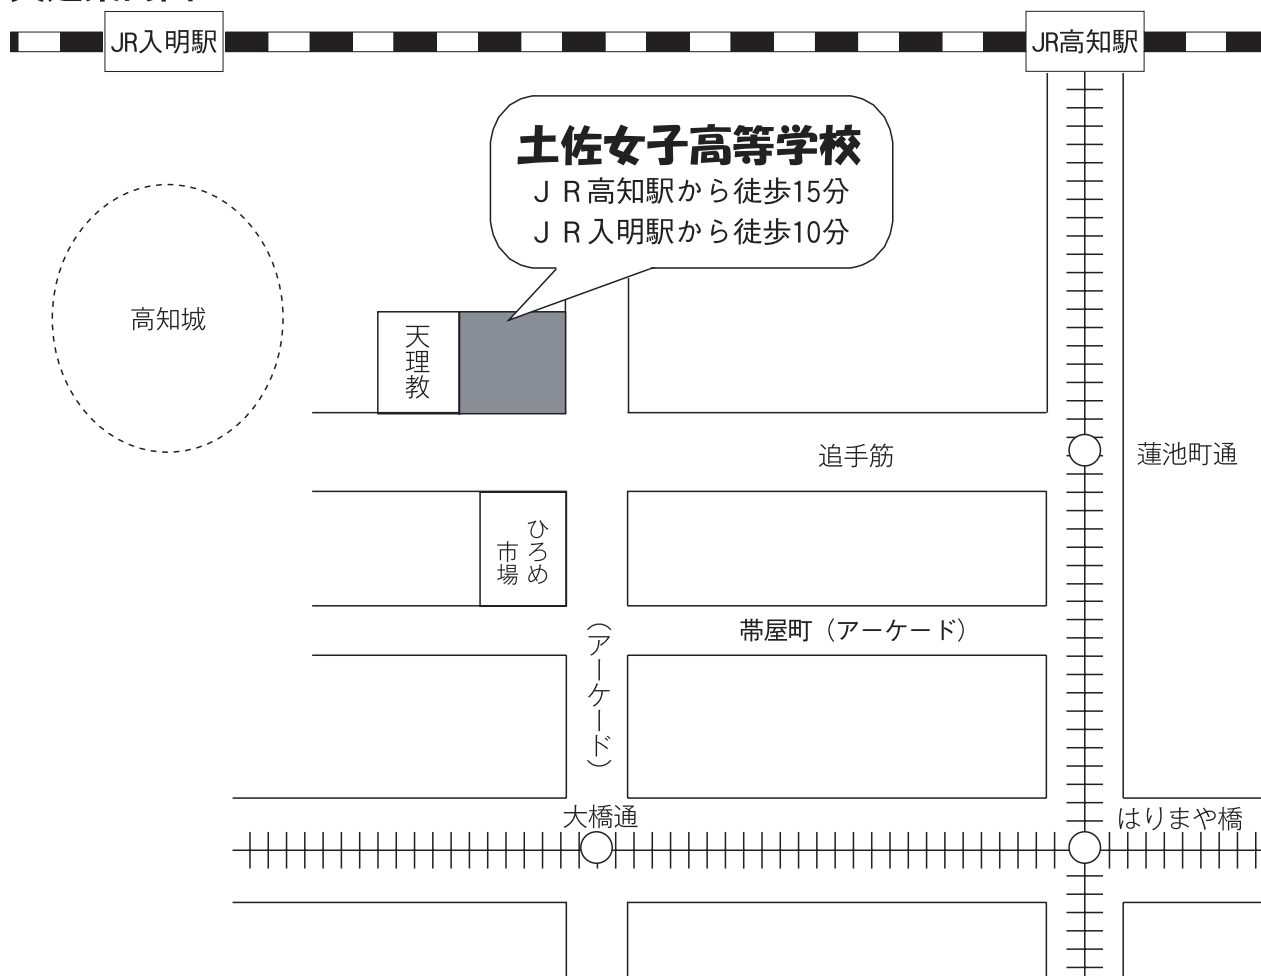 JR入明駅
JR高知駅
土佐女子高等学校
ＪＲ高知駅から徒歩15分
ＪＲ入明駅から徒歩10分
高知城
天理教
追手筋
蓮池町通
ひろめ
市場
帯屋町（アーケード）
（アーケード）
大橋通
はりまや橋